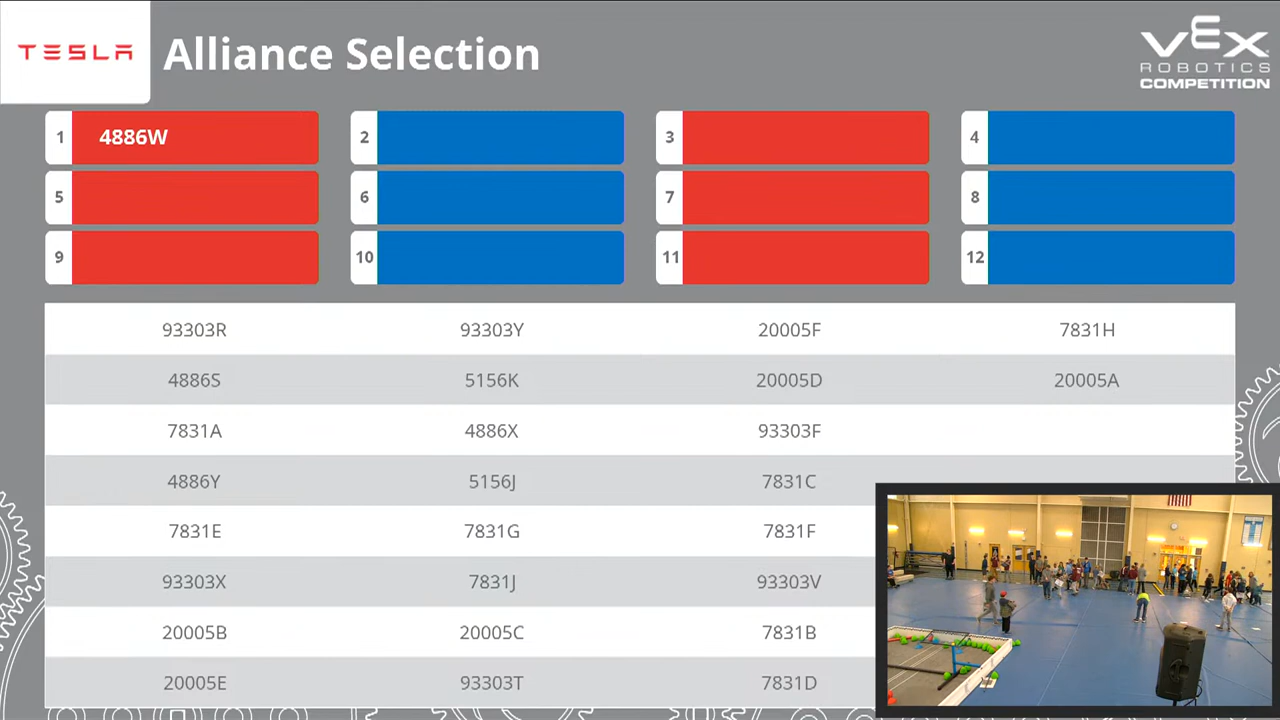 TESLA
Alliance Selection
VEX
ROBOTICS
COMPETITION
1 4886W 2 3 4
5 6 7 8
9 10 11 12
93303R 93303Y 20005F 7831H
4886S 5156K 20005D 20005A
7831A 4886X 93303F
4886Y 5156J 7831C
7831E 7831G 7831F
93303X 7831J 93303V
20005B 20005C 7831B
20005E 93303T 7831D